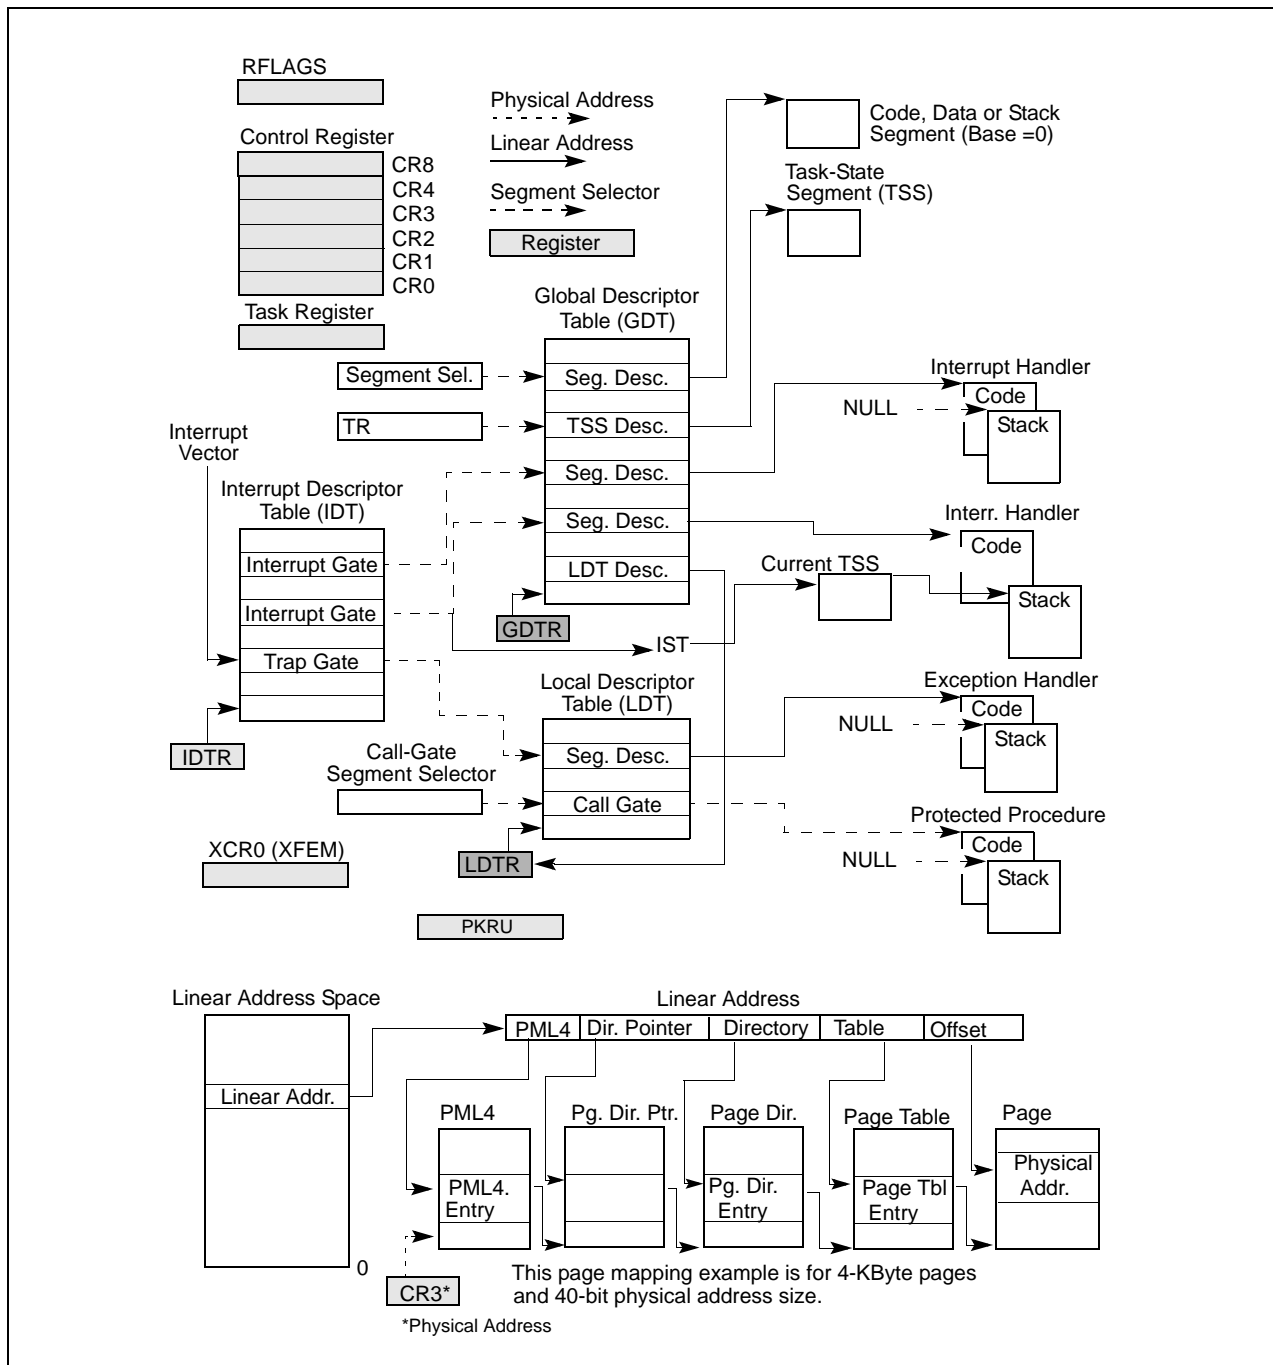 RFLAGS
Control Register
CR8
CR4
CR3
CR2
CR1
CR0
Task Register
Physical Address
Linear Address
Segment Selector
Register
Code, Data or Stack
Segment (Base =0)
Task-State
Segment (TSS)
Global Descriptor
Table (GDT)
Segment Sel.
Seg. Desc.
TR
TSS Desc.
Seg. Desc.
Seg. Desc.
LDT Desc.
GDTR
Interrupt
Vector
Interrupt Descriptor
Table (IDT)
Interrupt Gate
Interrupt Gate
Trap Gate
IDTR
Interrupt Handler
NULL
Code
Stack
Interr. Handler
Code
Stack
Current TSS
IST
Local Descriptor
Table (LDT)
Seg. Desc.
Call Gate
Call-Gate
Segment Selector
LDTR
Exception Handler
NULL
Code
Stack
Protected Procedure
NULL
Code
Stack
XCR0 (XFEM)
PKRU
Linear Address Space
Linear Addr.
0
Linear Address
PML4 Dir. Pointer Directory Table Offset
PML4
Pg. Dir. Ptr.
Page Dir.
Page Table
Page
PML4.
Entry
Pg. Dir.
Entry
Page Tbl
Entry
Physical
Addr.
CR3*
This page mapping example is for 4-KByte pages
and 40-bit physical address size.
*Physical Address